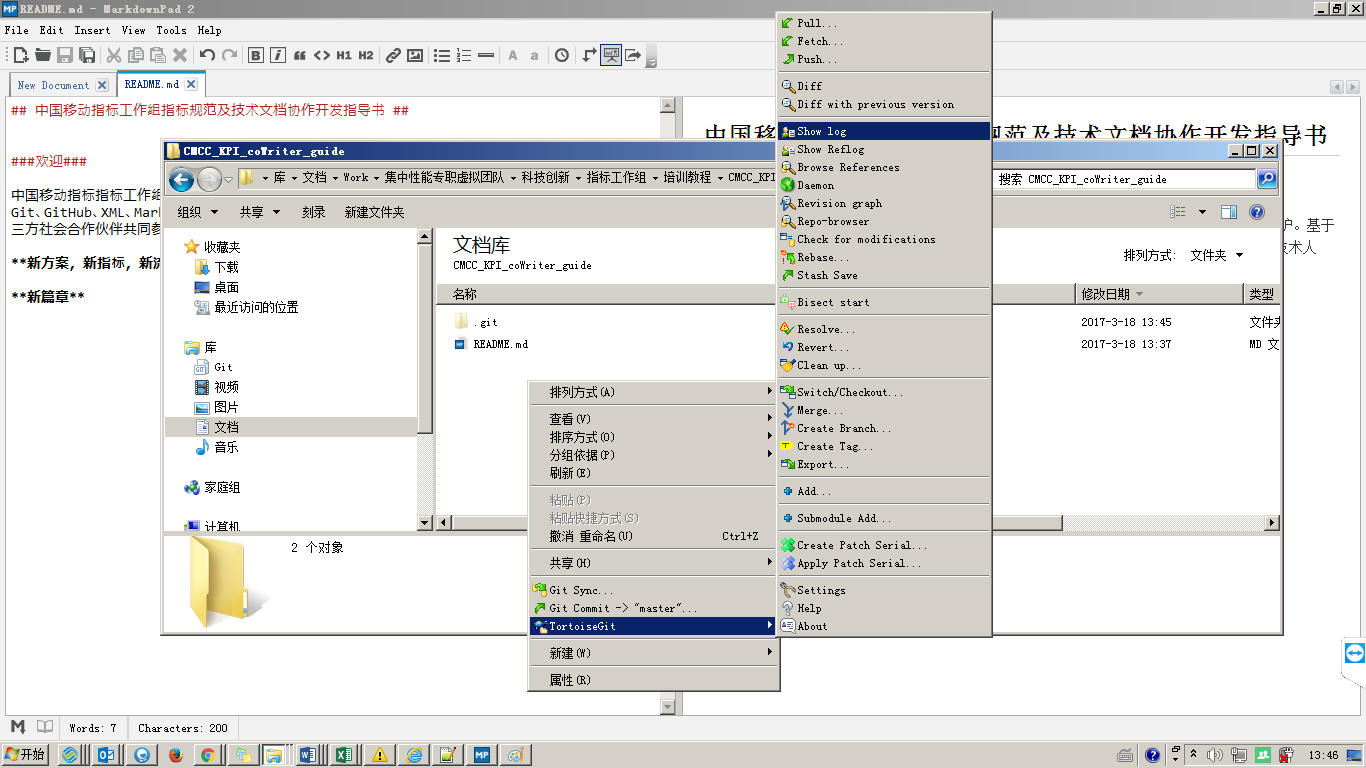 README.md - MarkdownPad 2
File Edit Insert View Tools Help
H1 H2 A a
New Document README.md
## 中国移动指标工作组指标规范及技术文档协作开发指导书 ##
###欢迎###
中国移动指标指标工作组
Git、GitHub、XML、Mar
三方社会合作伙伴共同参
**新方案，新指标，新
**新篇章**
中国移
规范及技术文档协作开发指导书
护。基于
技术人
CMCC_KPI_coWriter_guide
库 文档 Work 集中性能专职虚拟团队 科技创新 指标工作组 培训教程 CMCC_KPI
搜索 CMCC_KPI_coWriter_guide
组织 共享 刻录 新建文件夹
收藏夹
下载
桌面
最近访问的位置
库
Git
视频
图片
文档
音乐
家庭组
计算机
文档库
CMCC_KPI_coWriter_guide
排列方式: 文件夹
名称 修改日期 类型
.git 2017-3-18 13:45 文件夹
README.md 2017-3-18 13:37 MD 文
2 个对象
排列方式(A)
查看(V)
排序方式(O)
分组依据(P)
刷新(E)
粘贴(P)
粘贴快捷方式(S)
撤消 重命名(U) Ctrl+Z
共享(H)
Git Sync...
Git Commit -> "master"...
TortoiseGit
新建(W)
属性(R)
Pull...
Fetch...
Push...
Diff
Diff with previous version
Show log
Show Reflog
Browse References
Daemon
Revision graph
Repo-browser
Check for modifications
Rebase...
Stash Save
Bisect start
Resolve...
Revert...
Clean up...
Switch/Checkout...
Merge...
Create Branch...
Create Tag...
Export...
Add...
Submodule Add...
Create Patch Serial...
Apply Patch Serial...
Settings
Help
About
Words: 7 Characters: 200
开始
13:46